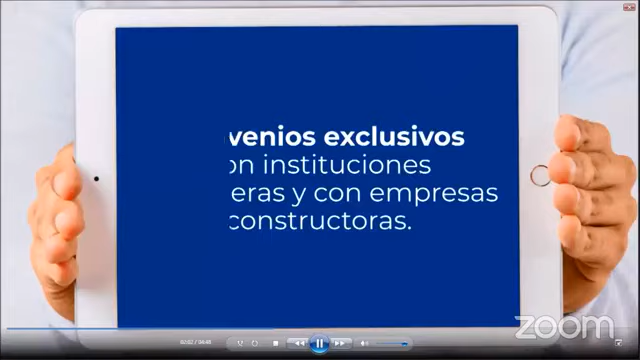 venios exclusivos
on instituciones
eras y con empresas
constructoras.
zoom